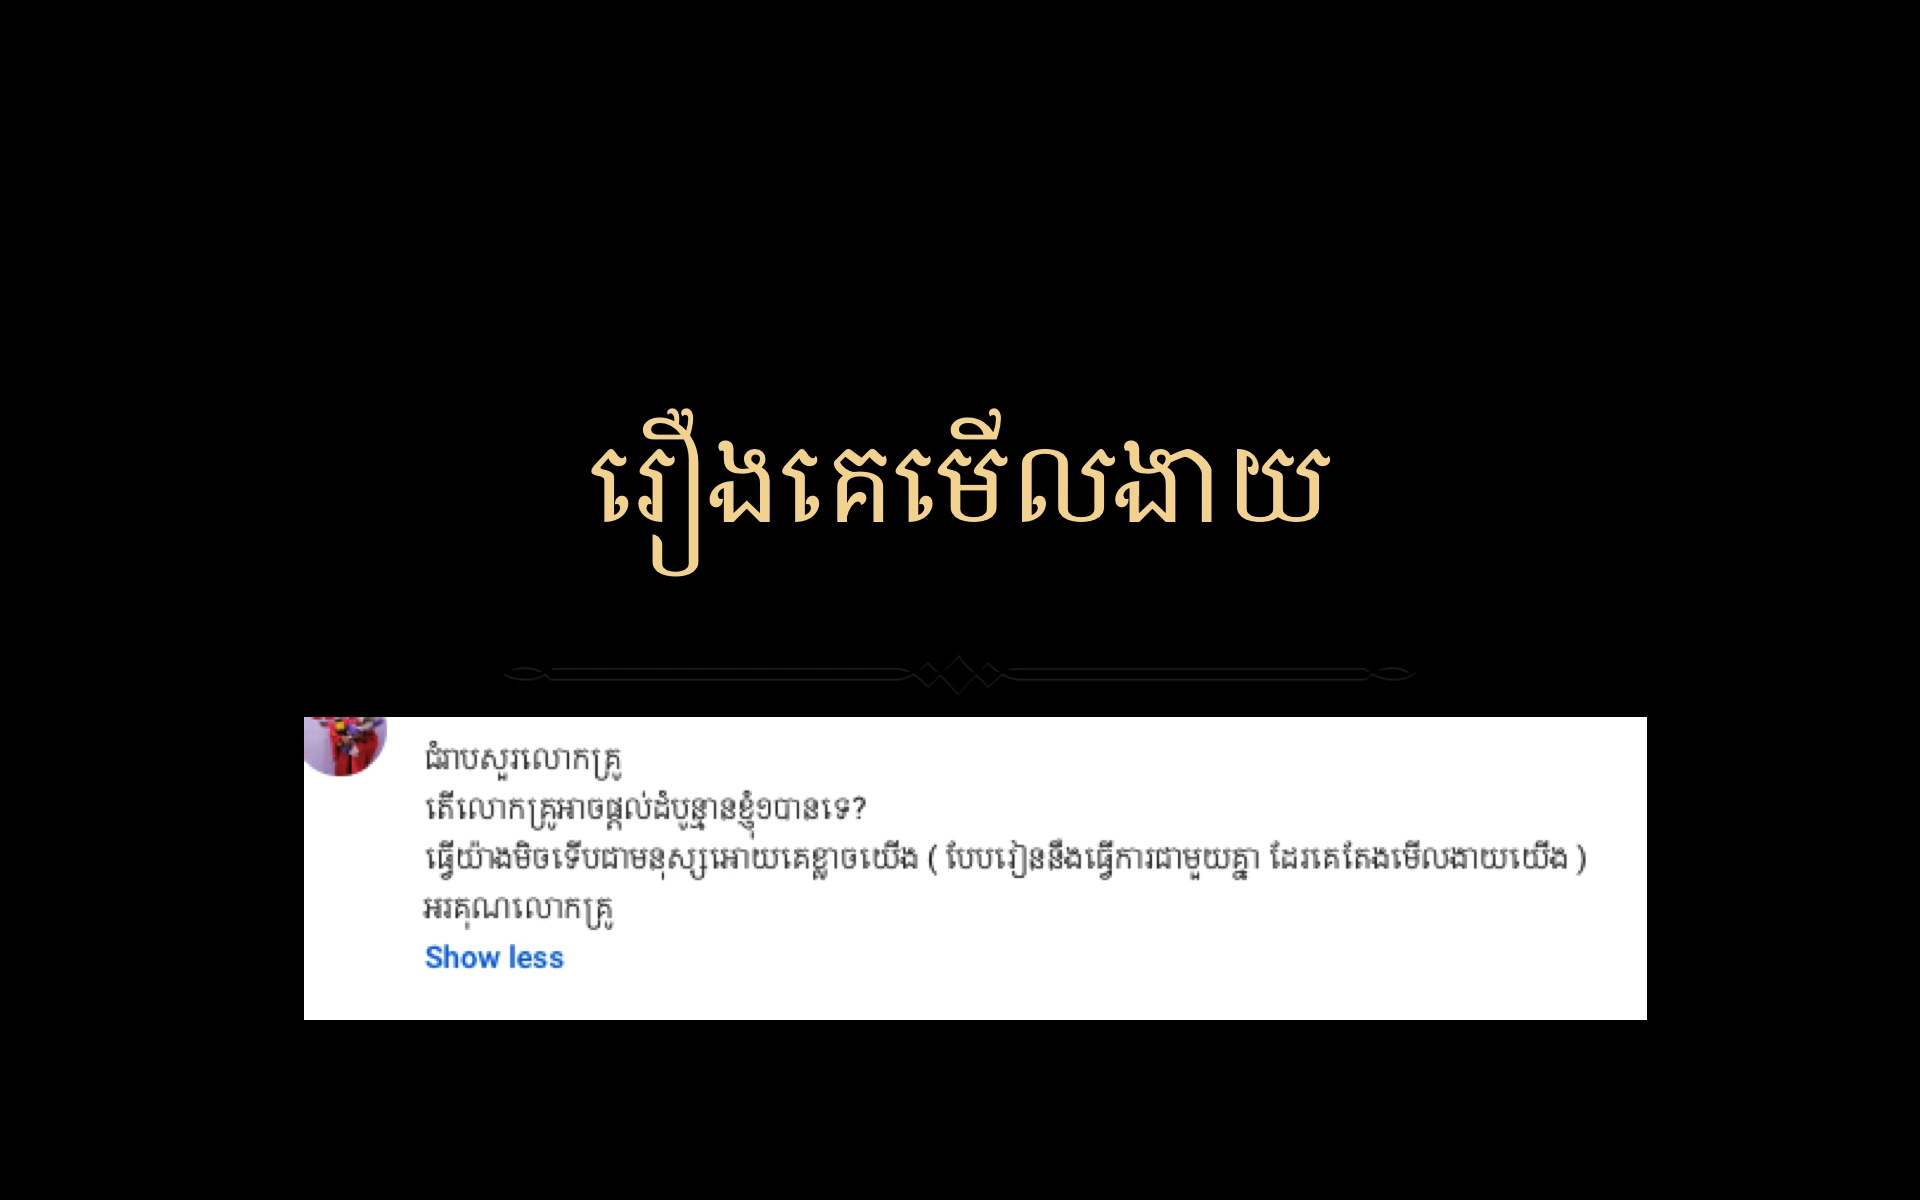 រឿងគេមើលងាយ
ជំរាបសួរលោកគ្រូ
តើលោកគ្រូអាចផ្តល់ដំបូន្មានខ្ញុំ១បានទេ?
ធ្វើយ៉ាងមិចទើបជាមនុស្សអោយគេខ្លាចយើង ( បែបរៀននឹងធ្វើការជាមួយគ្នា ដែរគេតែងមើលងាយយើង )
អរគុណលោកគ្រូ
Show less